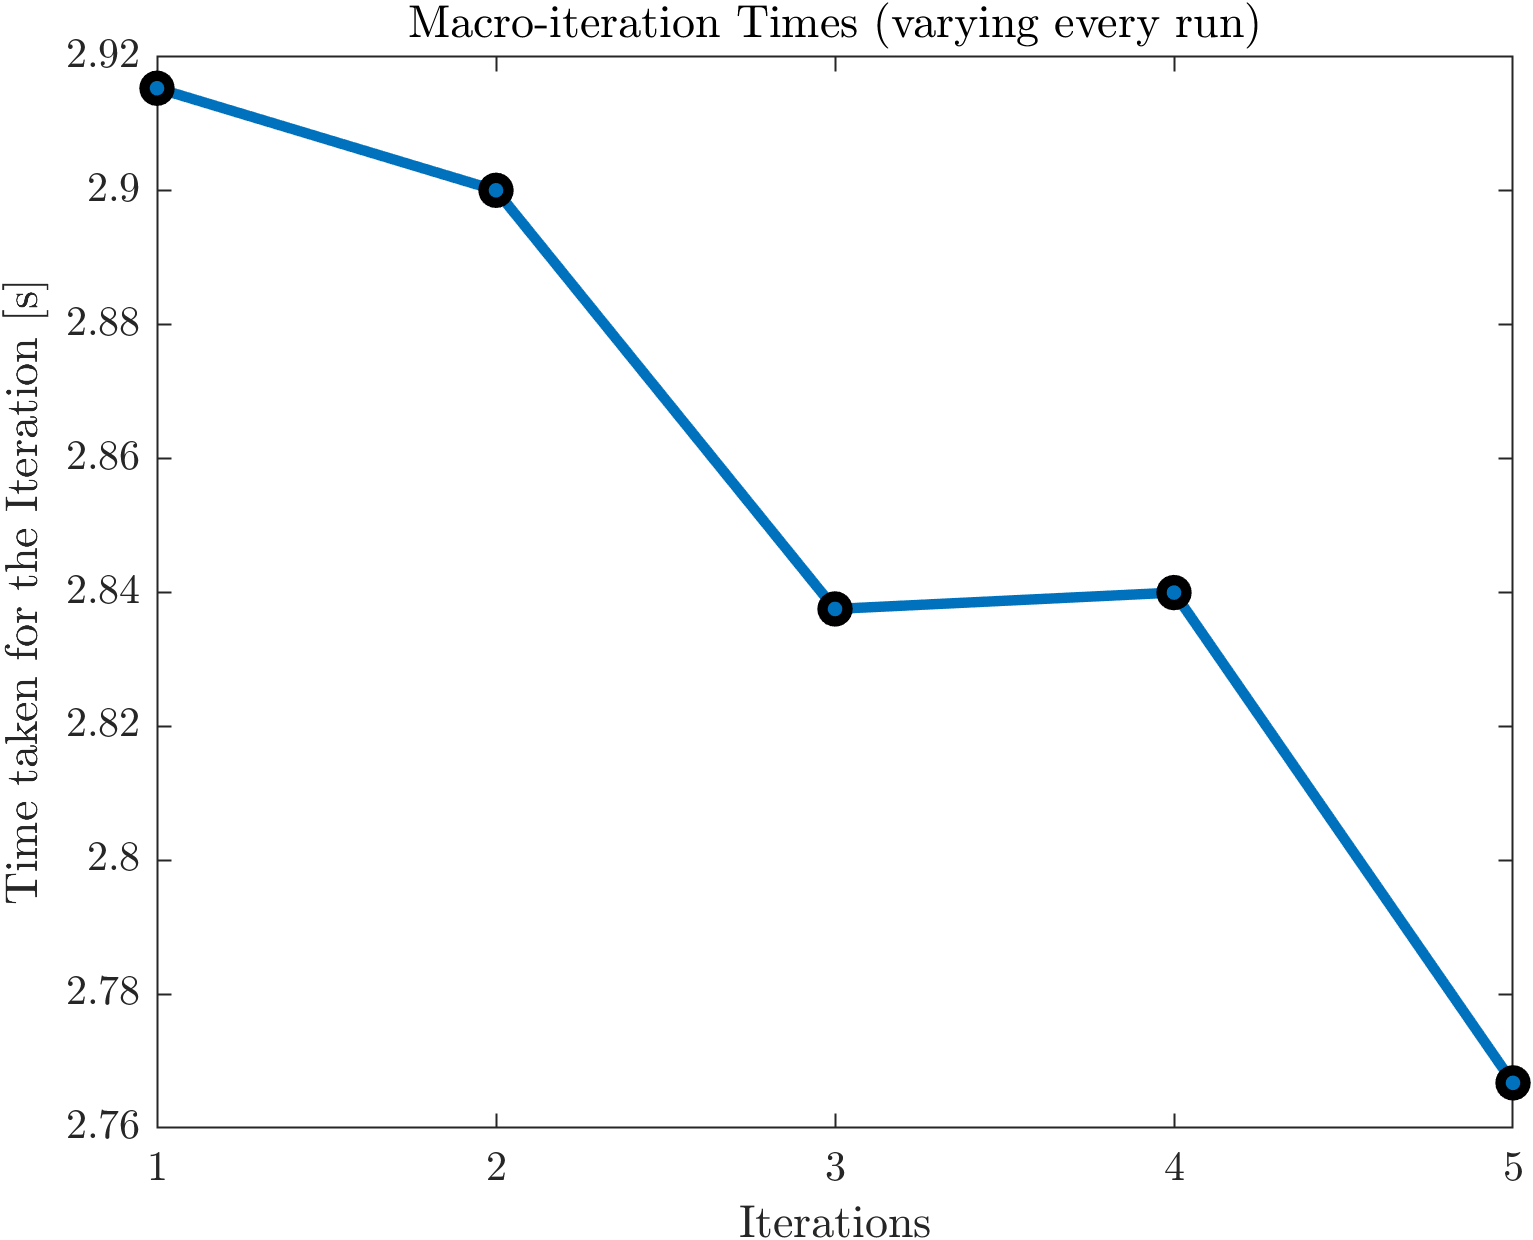 Macro-iteration Times (varying every run)
2.92
2.9
2.88
2.86
2.84
2.82
2.8
2.78
2.76
Time taken for the Iteration [s]
1 2 3 4 5
Iterations